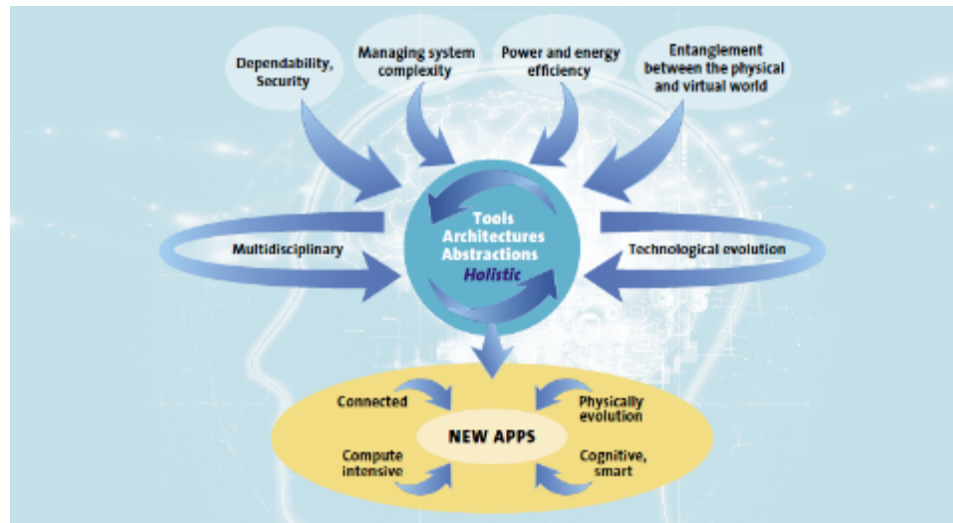 Dependability,
Security
Managing system
complexity
Power and energy
efficiency
Entanglement
between the physical
and virtual world
Multidisciplinary
Tools
Architectures
Abstractions
Holistic
Technological evolution
Connected
Physically
evolution
NEW APPS
Compute
intensive
Cognitive,
smart